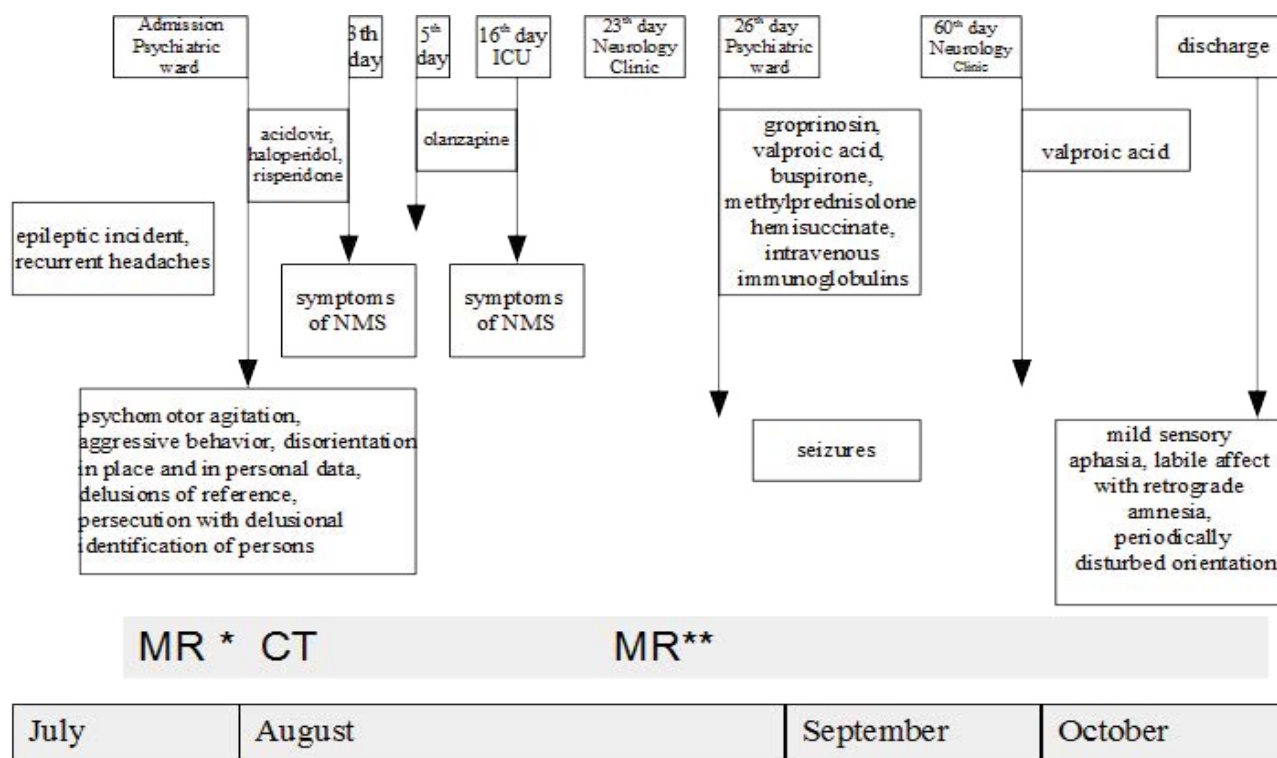 Admission
Psychiatric
ward
3th
day
5th
day
16th day
ICU
23th day
Neurology
Clinic
26th day
Psychiatric
ward
60th day
Neurology
Clinic
discharge
aciclovir,
haloperidol,
risperidone
olanzapine
groprinosin,
valproic acid,
buspirone,
methylprednisolone
hemisuccinate,
intravenous
immunoglobulins
valproic acid
epileptic incident,
recurrent headaches
symptoms
of NMS
symptoms
of NMS
psychomotor agitation,
aggressive behavior, disorientation
in place and in personal data,
delusions of reference,
persecution with delusional
identification of persons
seizures
mild sensory
aphasia, labile affect
with retrograde
amnesia,
periodically
disturbed orientation
MR * CT MR**
July August September October